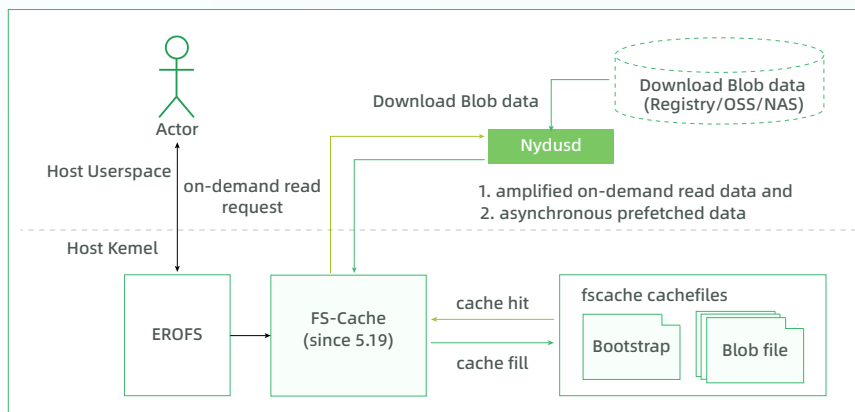 Download Blob data
(Registry/OSS/NAS)
Download Blob data
Actor
Nydusd
Host Userspace
on-demand read
request
1. amplified on-demand read data and
2. asynchronous prefetched data
Host Kemel
EROFS
FS-Cache
(since 5.19)
cache hit
cache fill
fscache cachefiles
Bootstrap
Blob file